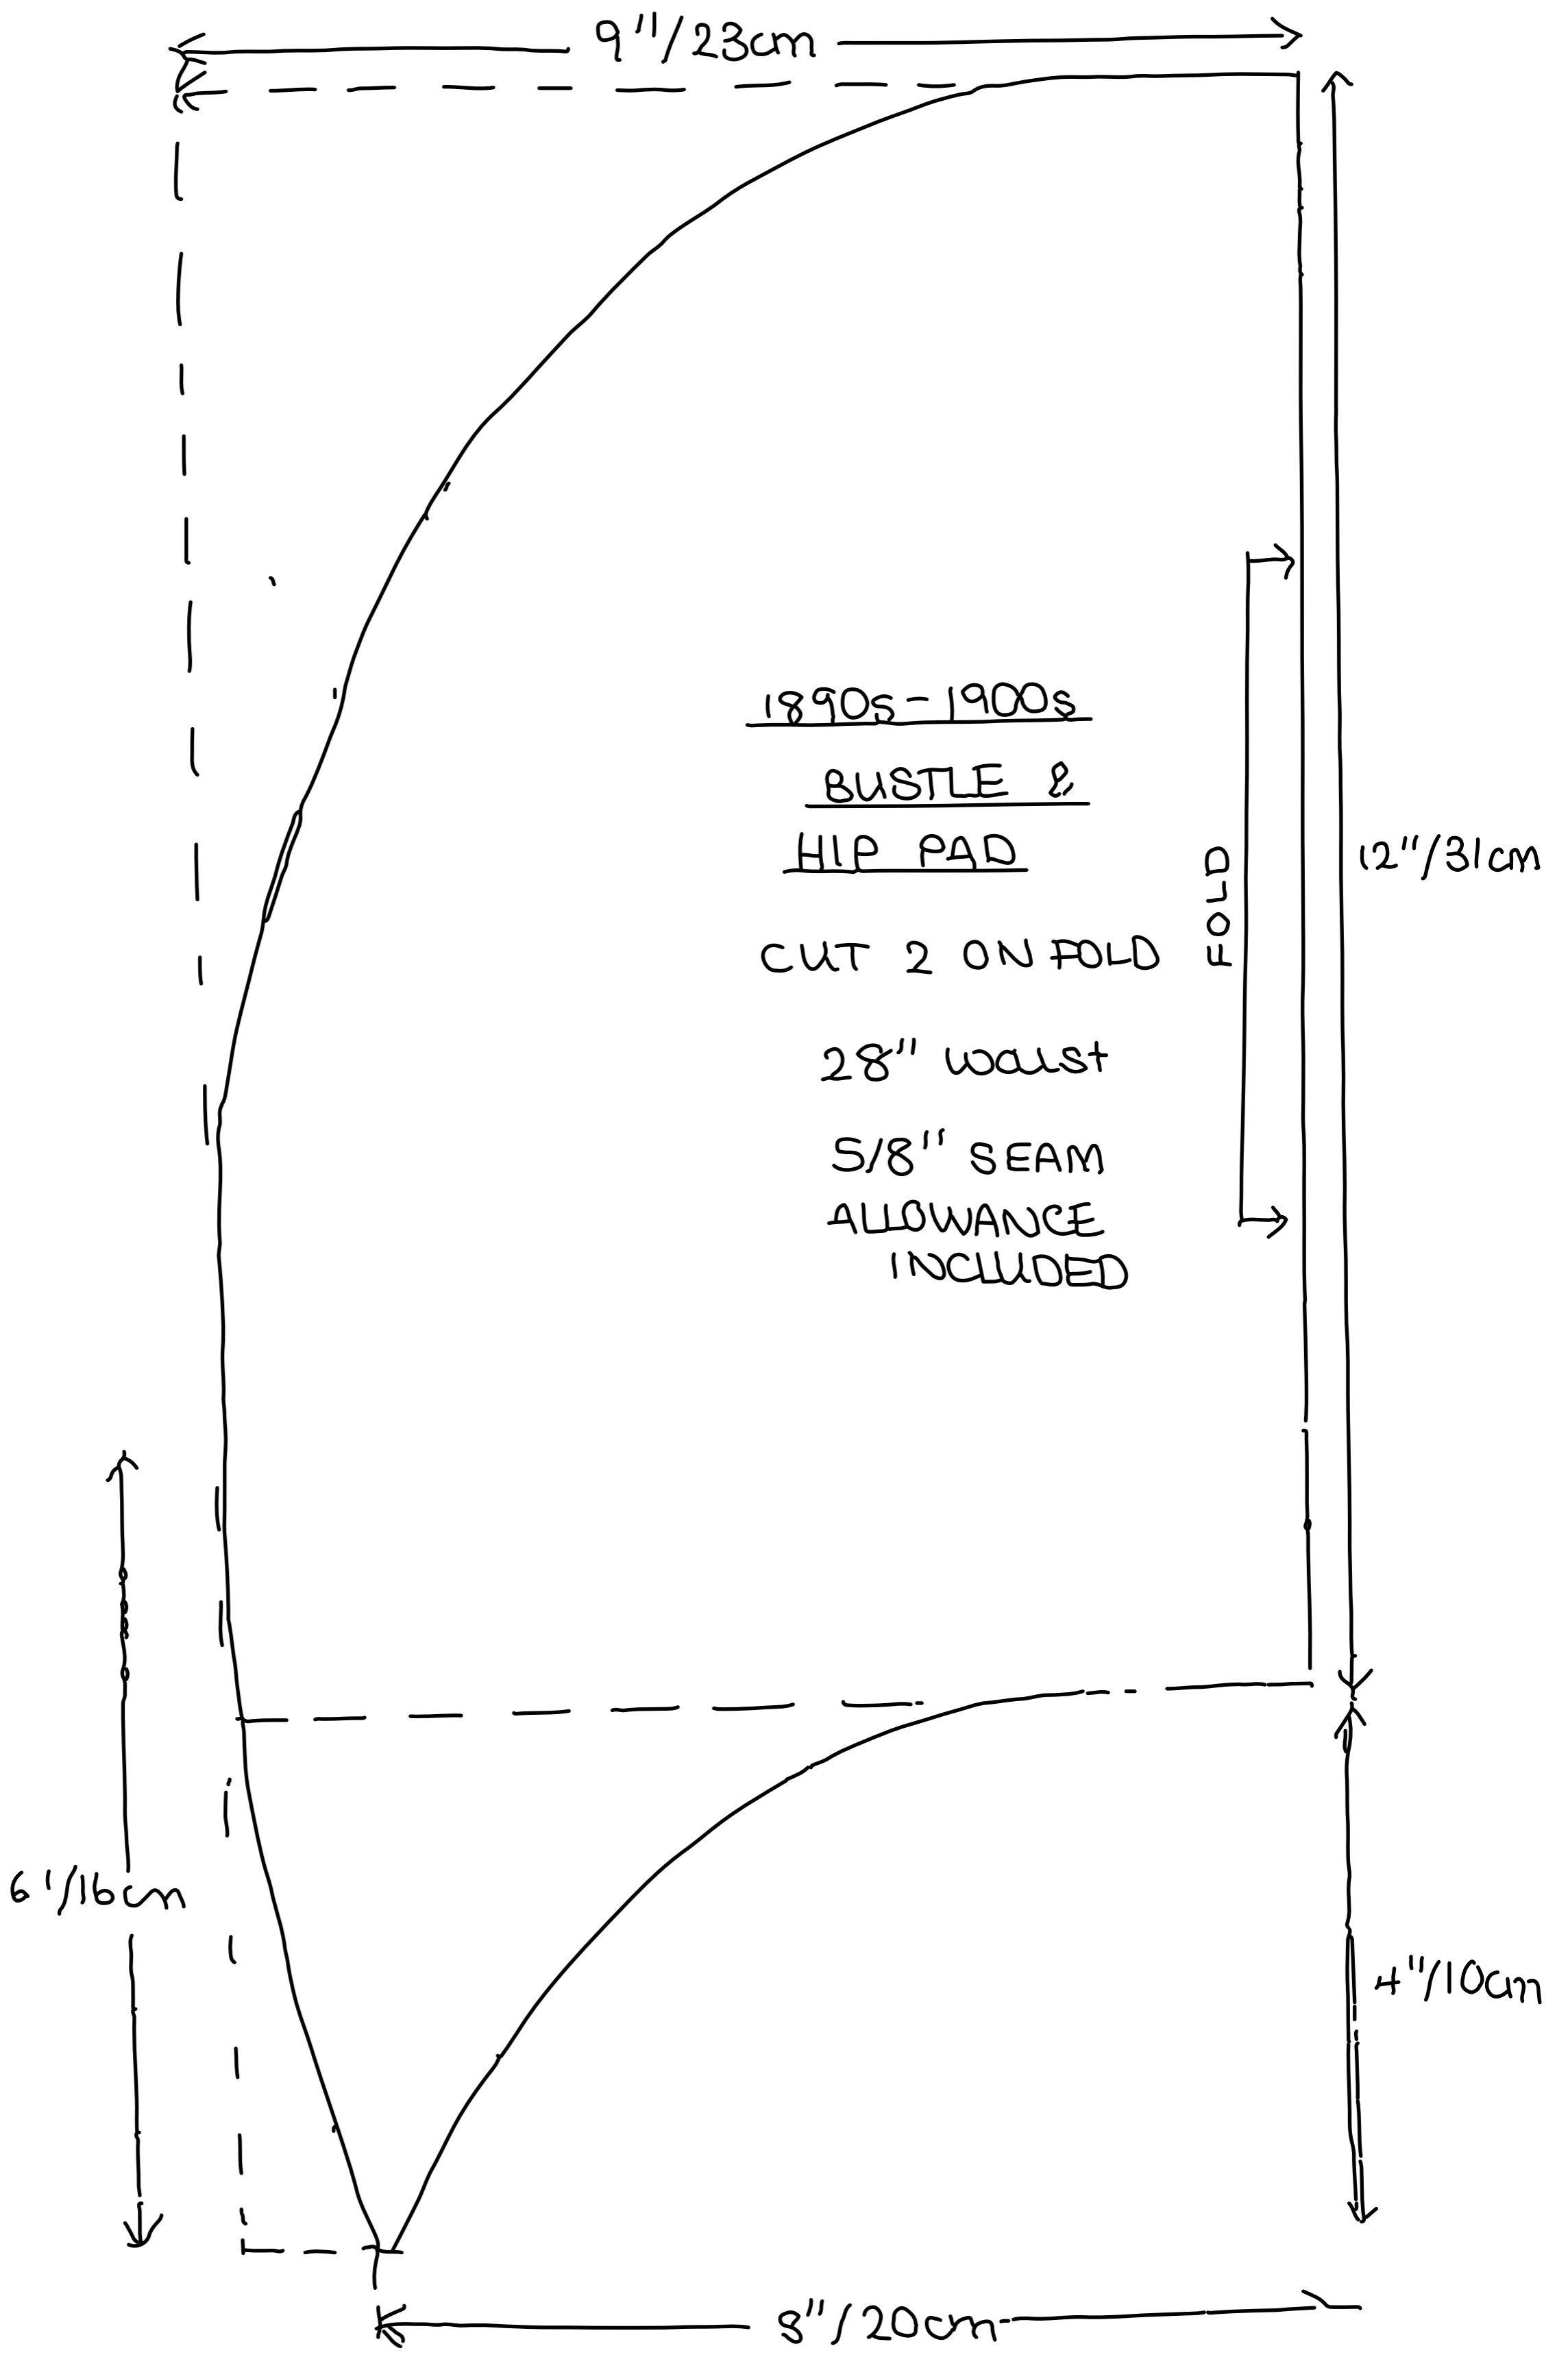 9"/23cm
1890s-1900s
BUSTLE &
HIP PAD
CUT 2 ON FOLD
FOLD
12"/31cm
28" waist
5/8" SEAM
ALLOWANCE
INCLUDED
6"/16cm
4"/10cm
8"/20cm